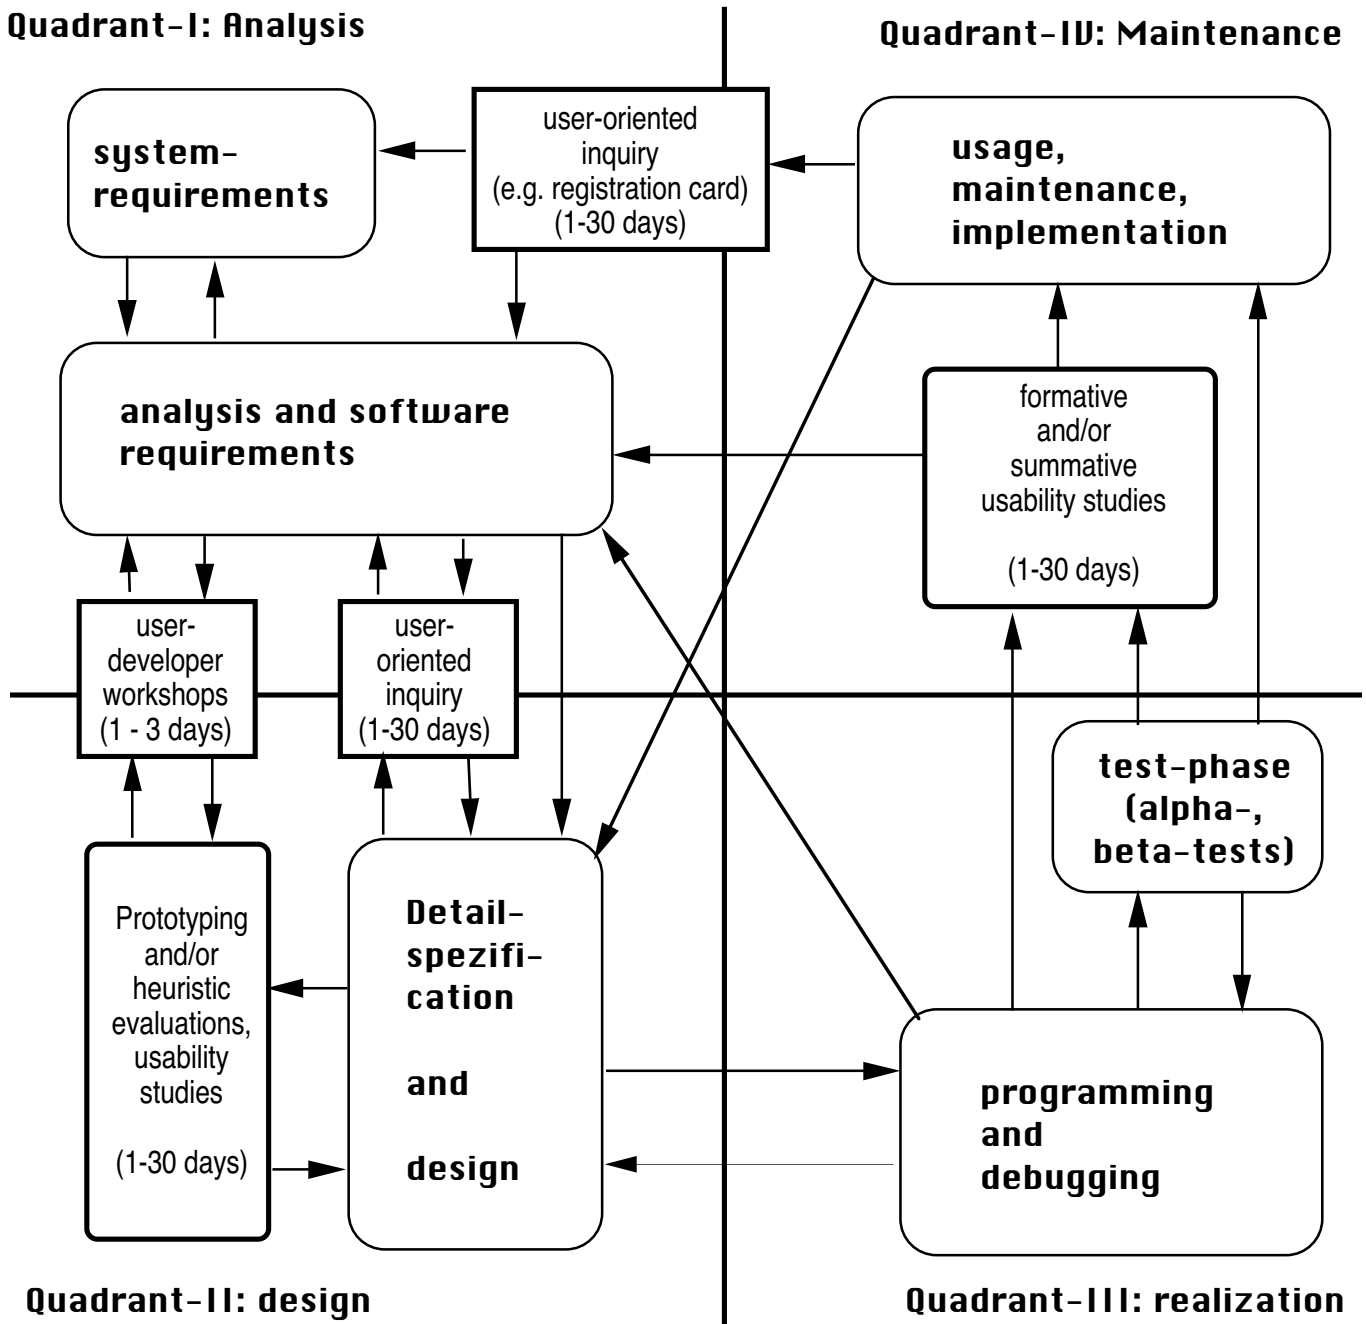 Quadrant-I: Analysis
Quadrant-IV: Maintenance
system-
requirements
user-oriented
inquiry
(e.g. registration card)
(1-30 days)
usage,
maintenance,
implementation
analysis and software
requirements
formative
and/or
summative
usability studies
(1-30 days)
user-
developer
workshops
(1 - 3 days)
user-
oriented
inquiry
(1-30 days)
test-phase
(alpha-,
beta-tests)
Prototyping
and/or
heuristic
evaluations,
usability
studies
(1-30 days)
Detail-
spezifi-
cation
and
design
programming
and
debugging
Quadrant-II: design
Quadrant-III: realization